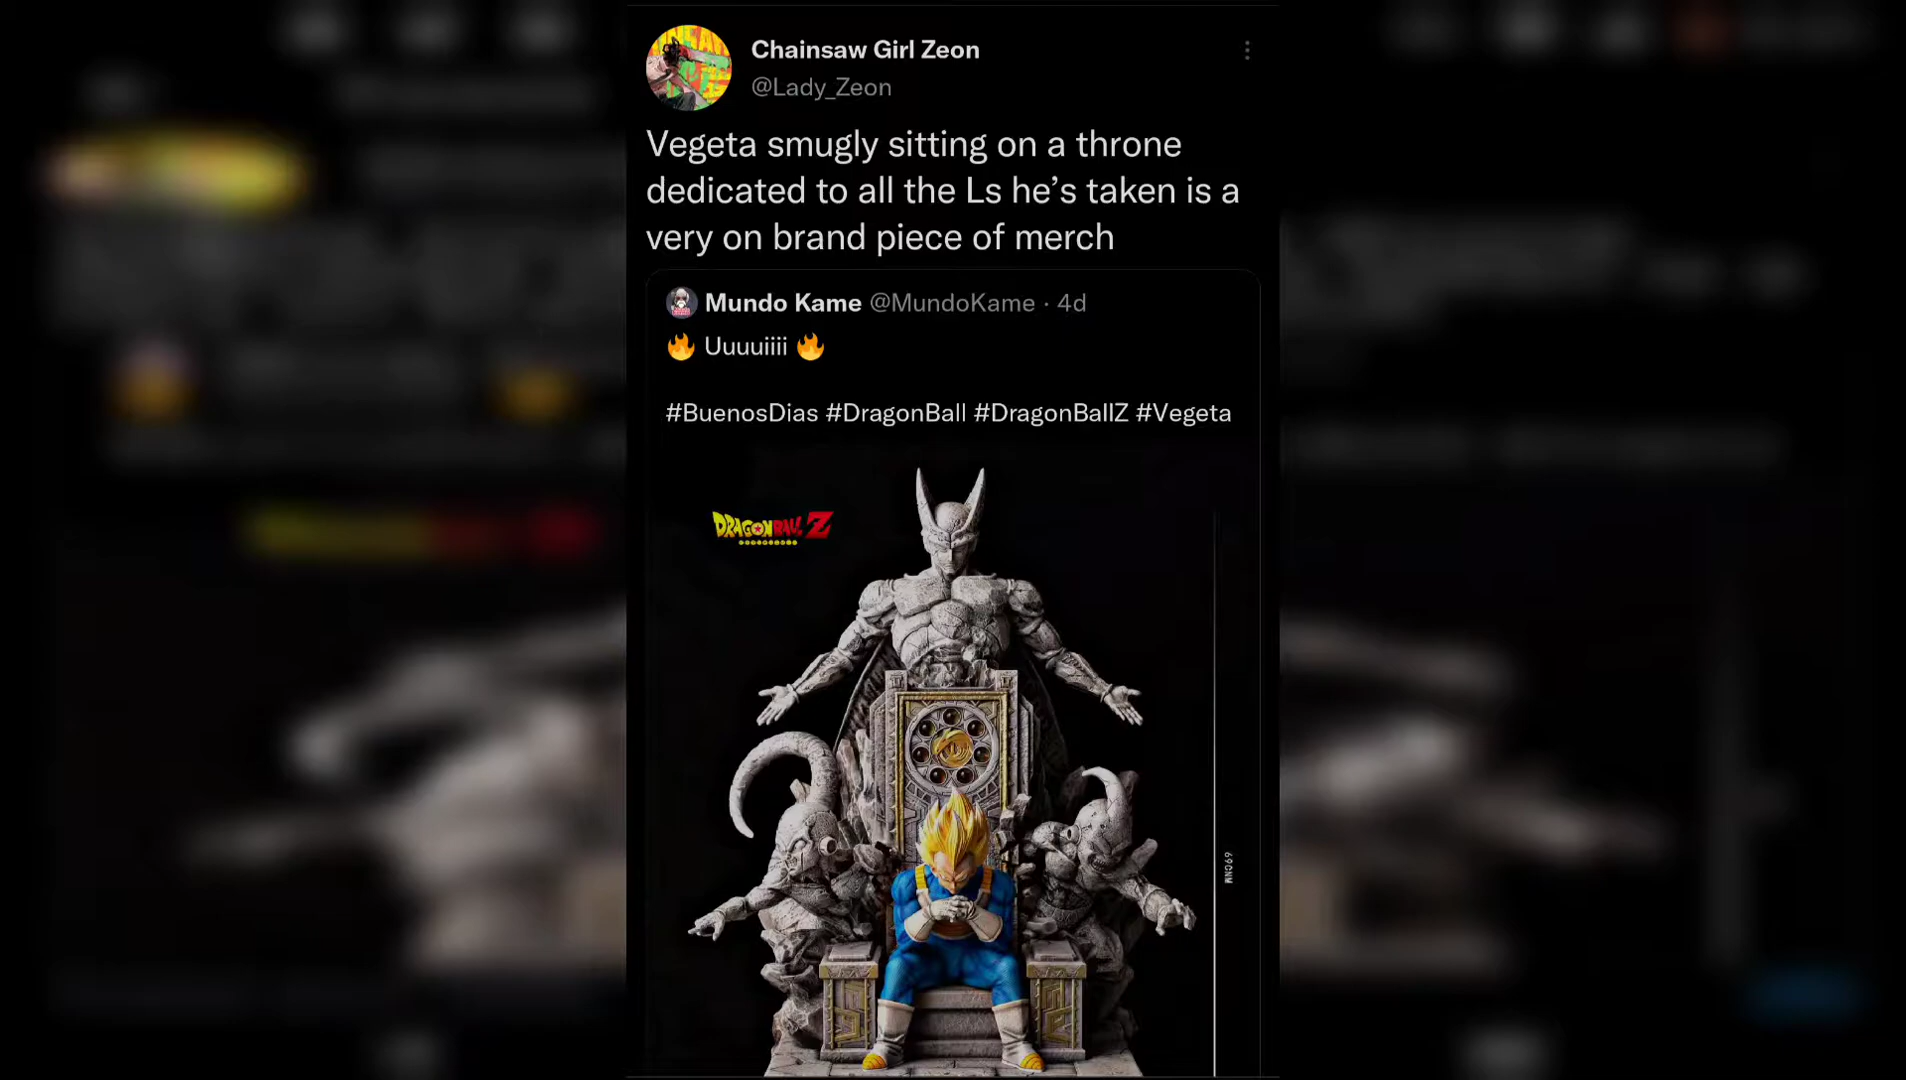 Chainsaw Girl Zeon
@Lady_Zeon
Vegeta smugly sitting on a throne
dedicated to all the Ls he’s taken is a
very on brand piece of merch
Mundo Kame @MundoKame · 4d
🔥 Uuuuiiii 🔥
#BuenosDias #DragonBall #DragonBallZ #Vegeta
DRAGON BALL Z